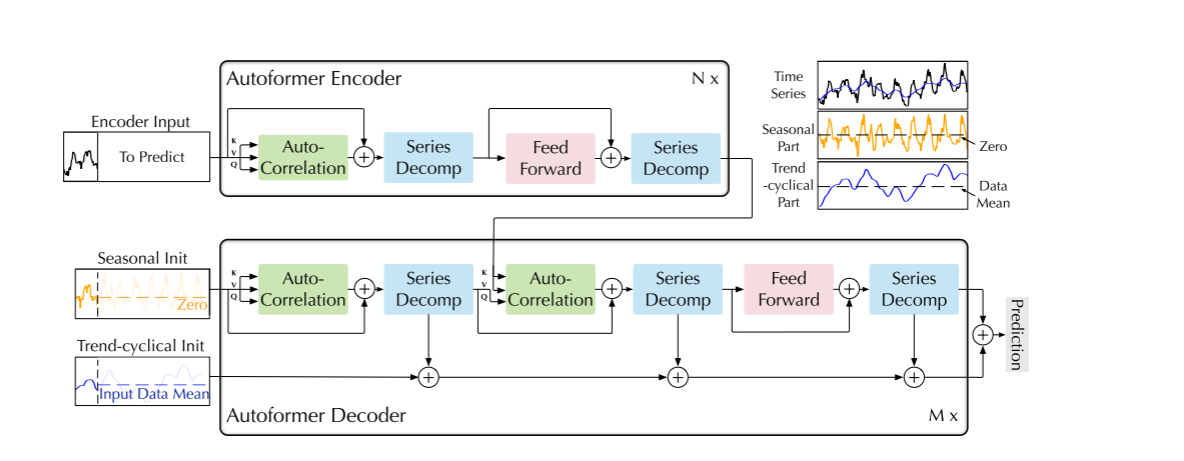 Autoformer Encoder
N x
Encoder Input
To Predict
K
V
Q
Auto-
Correlation
Series
Decomp
Feed
Forward
Series
Decomp
Time
Series
Seasonal
Part
Zero
Trend
-cyclical
Part
Data
Mean
Seasonal Init
Zero
K
V
Q
Auto-
Correlation
Series
Decomp
K
V
Q
Auto-
Correlation
Series
Decomp
Feed
Forward
Series
Decomp
Prediction
Trend-cyclical Init
Input Data Mean
Autoformer Decoder
M x